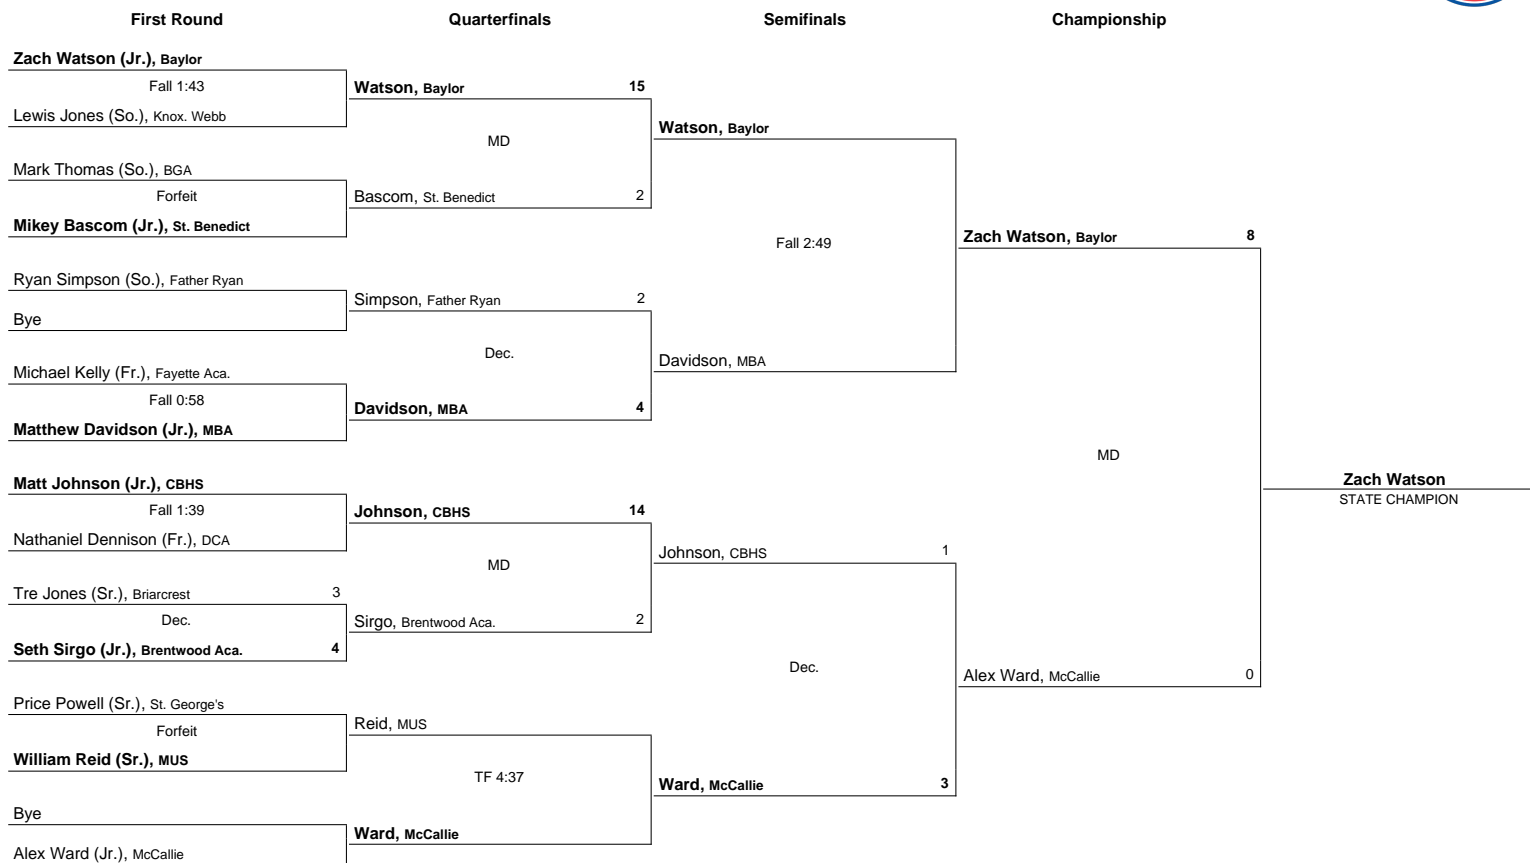 First Round Quarterfinals Semifinals Championship
Zach Watson (Jr.), Baylor
Fall 1:43
Lewis Jones (So.), Knox. Webb
Mark Thomas (So.), BGA
Forfeit
Mikey Bascom (Jr.), St. Benedict
Ryan Simpson (So.), Father Ryan
Bye
Michael Kelly (Fr.), Fayette Aca.
Fall 0:58
Matthew Davidson (Jr.), MBA
Matt Johnson (Jr.), CBHS
Fall 1:39
Nathaniel Dennison (Fr.), DCA
Tre Jones (Sr.), Briarcrest 3
Dec.
Seth Sirgo (Jr.), Brentwood Aca. 4
Price Powell (Sr.), St. George's
Forfeit
William Reid (Sr.), MUS
Bye
Alex Ward (Jr.), McCallie
Watson, Baylor 15
MD
Bascom, St. Benedict 2
Simpson, Father Ryan 2
Dec.
Davidson, MBA 4
Johnson, CBHS 14
MD
Sirgo, Brentwood Aca. 2
Reid, MUS
TF 4:37
Ward, McCallie
Watson, Baylor
Fall 2:49
Davidson, MBA
Johnson, CBHS 1
Dec.
Ward, McCallie 3
Zach Watson, Baylor 8
MD
Alex Ward, McCallie 0
Zach Watson
STATE CHAMPION